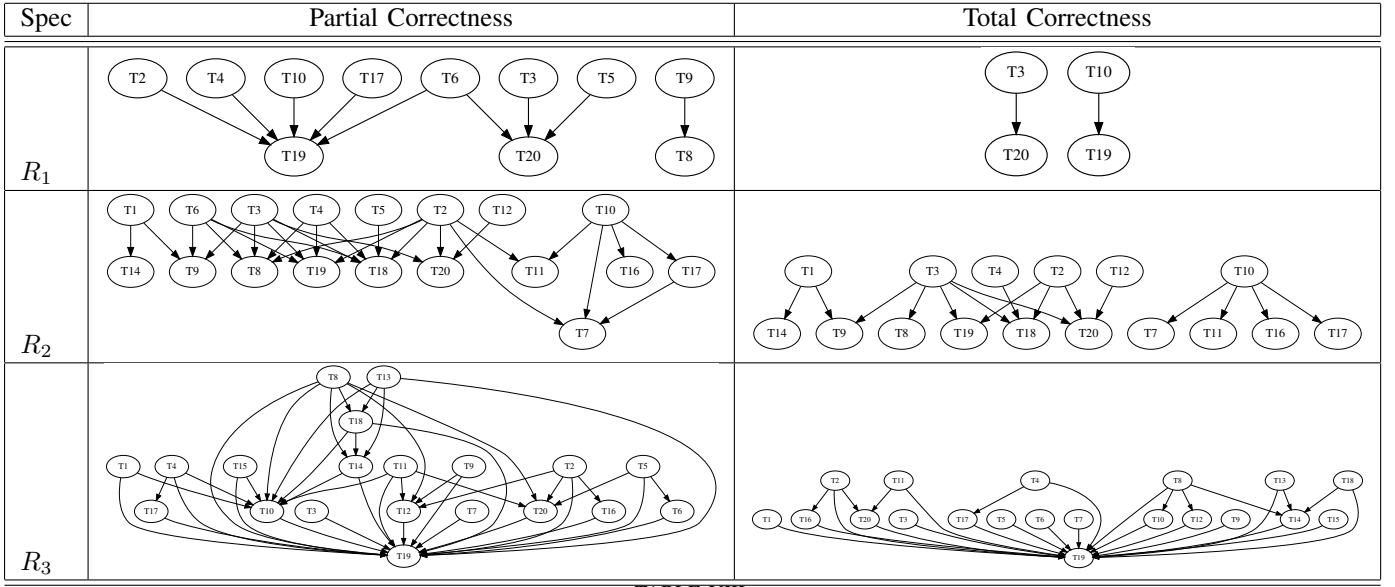 Spec Partial Correctness Total Correctness
T2 T4 T10 T17 T6 T3 T5 T9
T19 T20 T8
T3 T10
T20 T19
R1
T1 T6 T3 T4 T5 T2 T12 T10
T14 T9 T8 T19 T18 T20 T11 T16 T17
T7
T1 T3 T4 T2 T12 T10
T14 T9 T8 T19 T18 T20 T7 T11 T16 T17
R2
T8 T13
T18
T1 T4 T15 T14 T11 T9 T2 T5
T17 T10 T3 T12 T7 T20 T16 T6
T19
T2 T11 T4 T8 T13 T18
T1 T16 T20 T3 T17 T5 T6 T7 T10 T12 T9 T14 T15
T19
R3